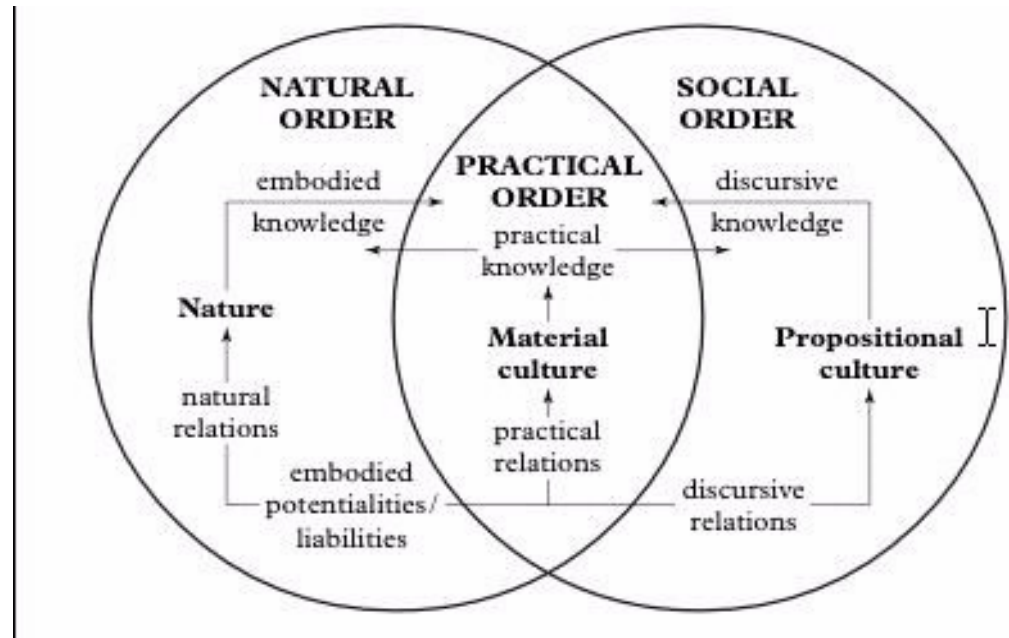 NATURAL
ORDER
SOCIAL
ORDER
PRACTICAL
ORDER
embodied
knowledge
discursive
knowledge
practical
knowledge
Nature
Material
culture
Propositional
culture
natural
relations
practical
relations
embodied
potentialities/
liabilities
discursive
relations